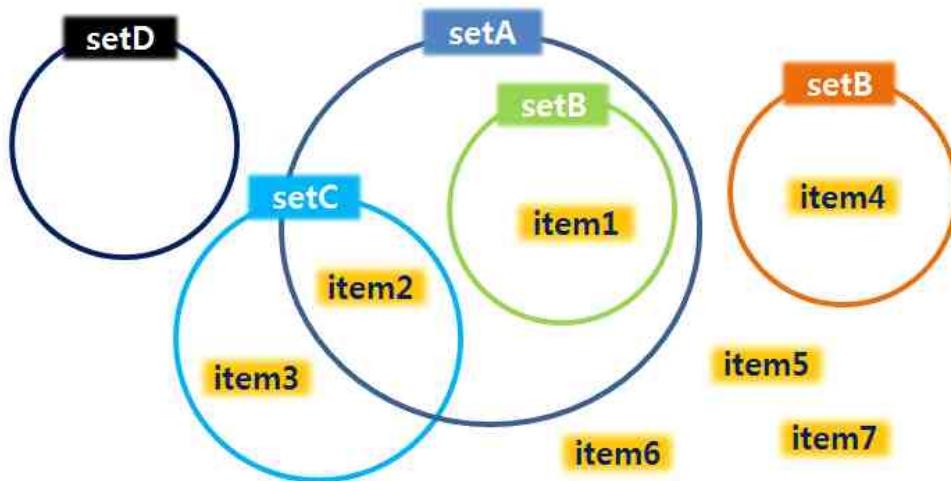 setD
setA
setB
setB
setC
item4
item1
item2
item3
item5
item6
item7